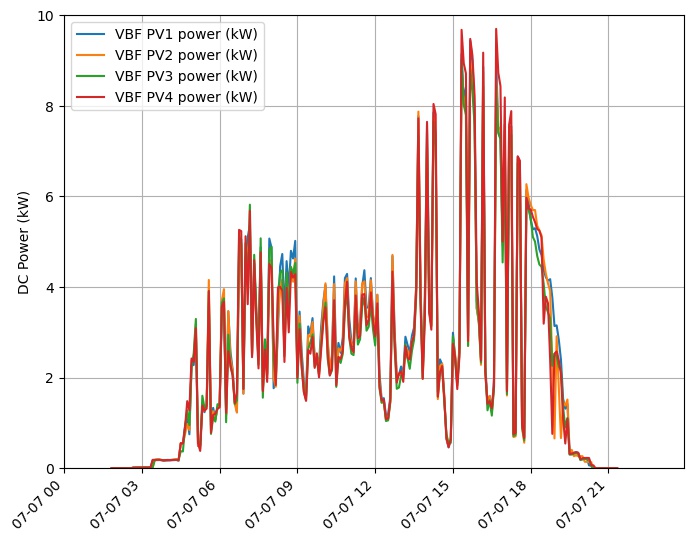 VBF PV1 power (kW)
VBF PV2 power (kW)
VBF PV3 power (kW)
VBF PV4 power (kW)
DC Power (kW)
10
8
6
4
2
0
07-07 00
07-07 03
07-07 06
07-07 09
07-07 12
07-07 15
07-07 18
07-07 21